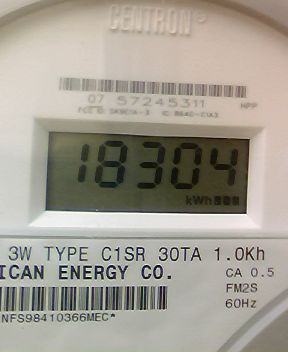 CENTRON
07 57245311
HPP
18304
kWh
3W TYPE C1SR 30TA 1.0Kh
ICAN ENERGY CO.
CA 0.5
FM2S
60Hz
NFS98410366MEC*